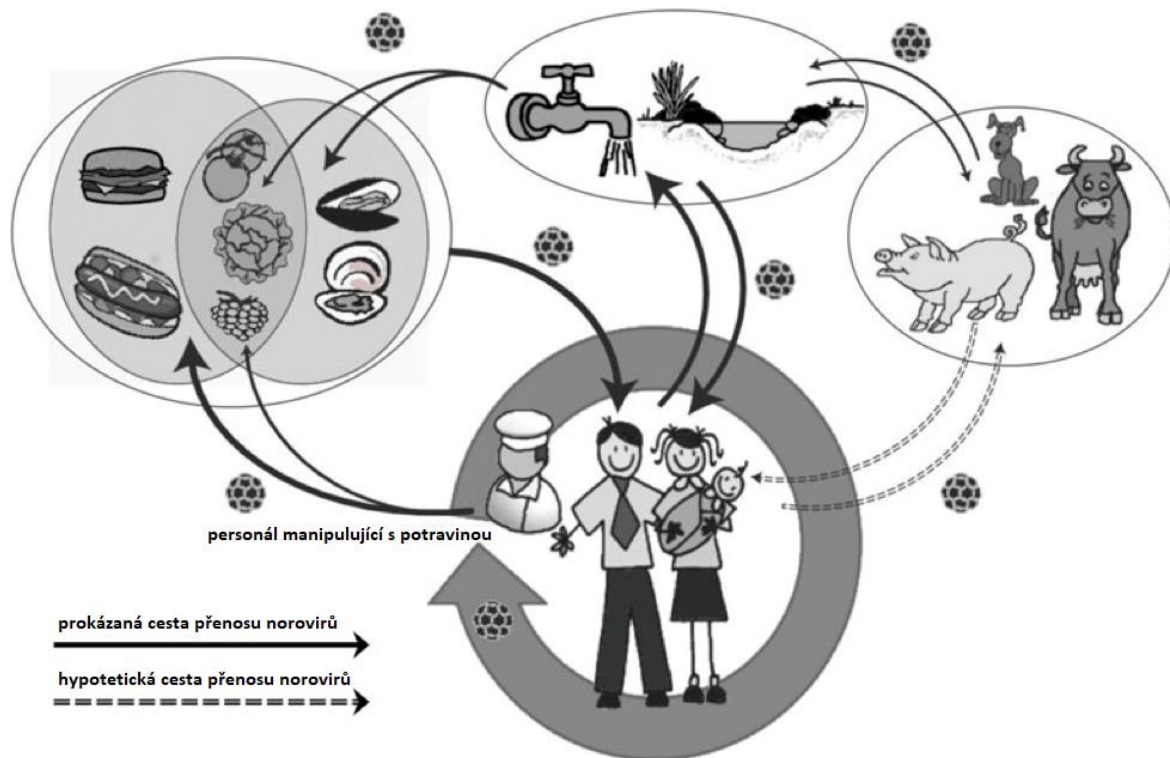 personál manipulující s potravinou
prokázaná cesta přenosu norovirů
hypotetická cesta přenosu norovirů